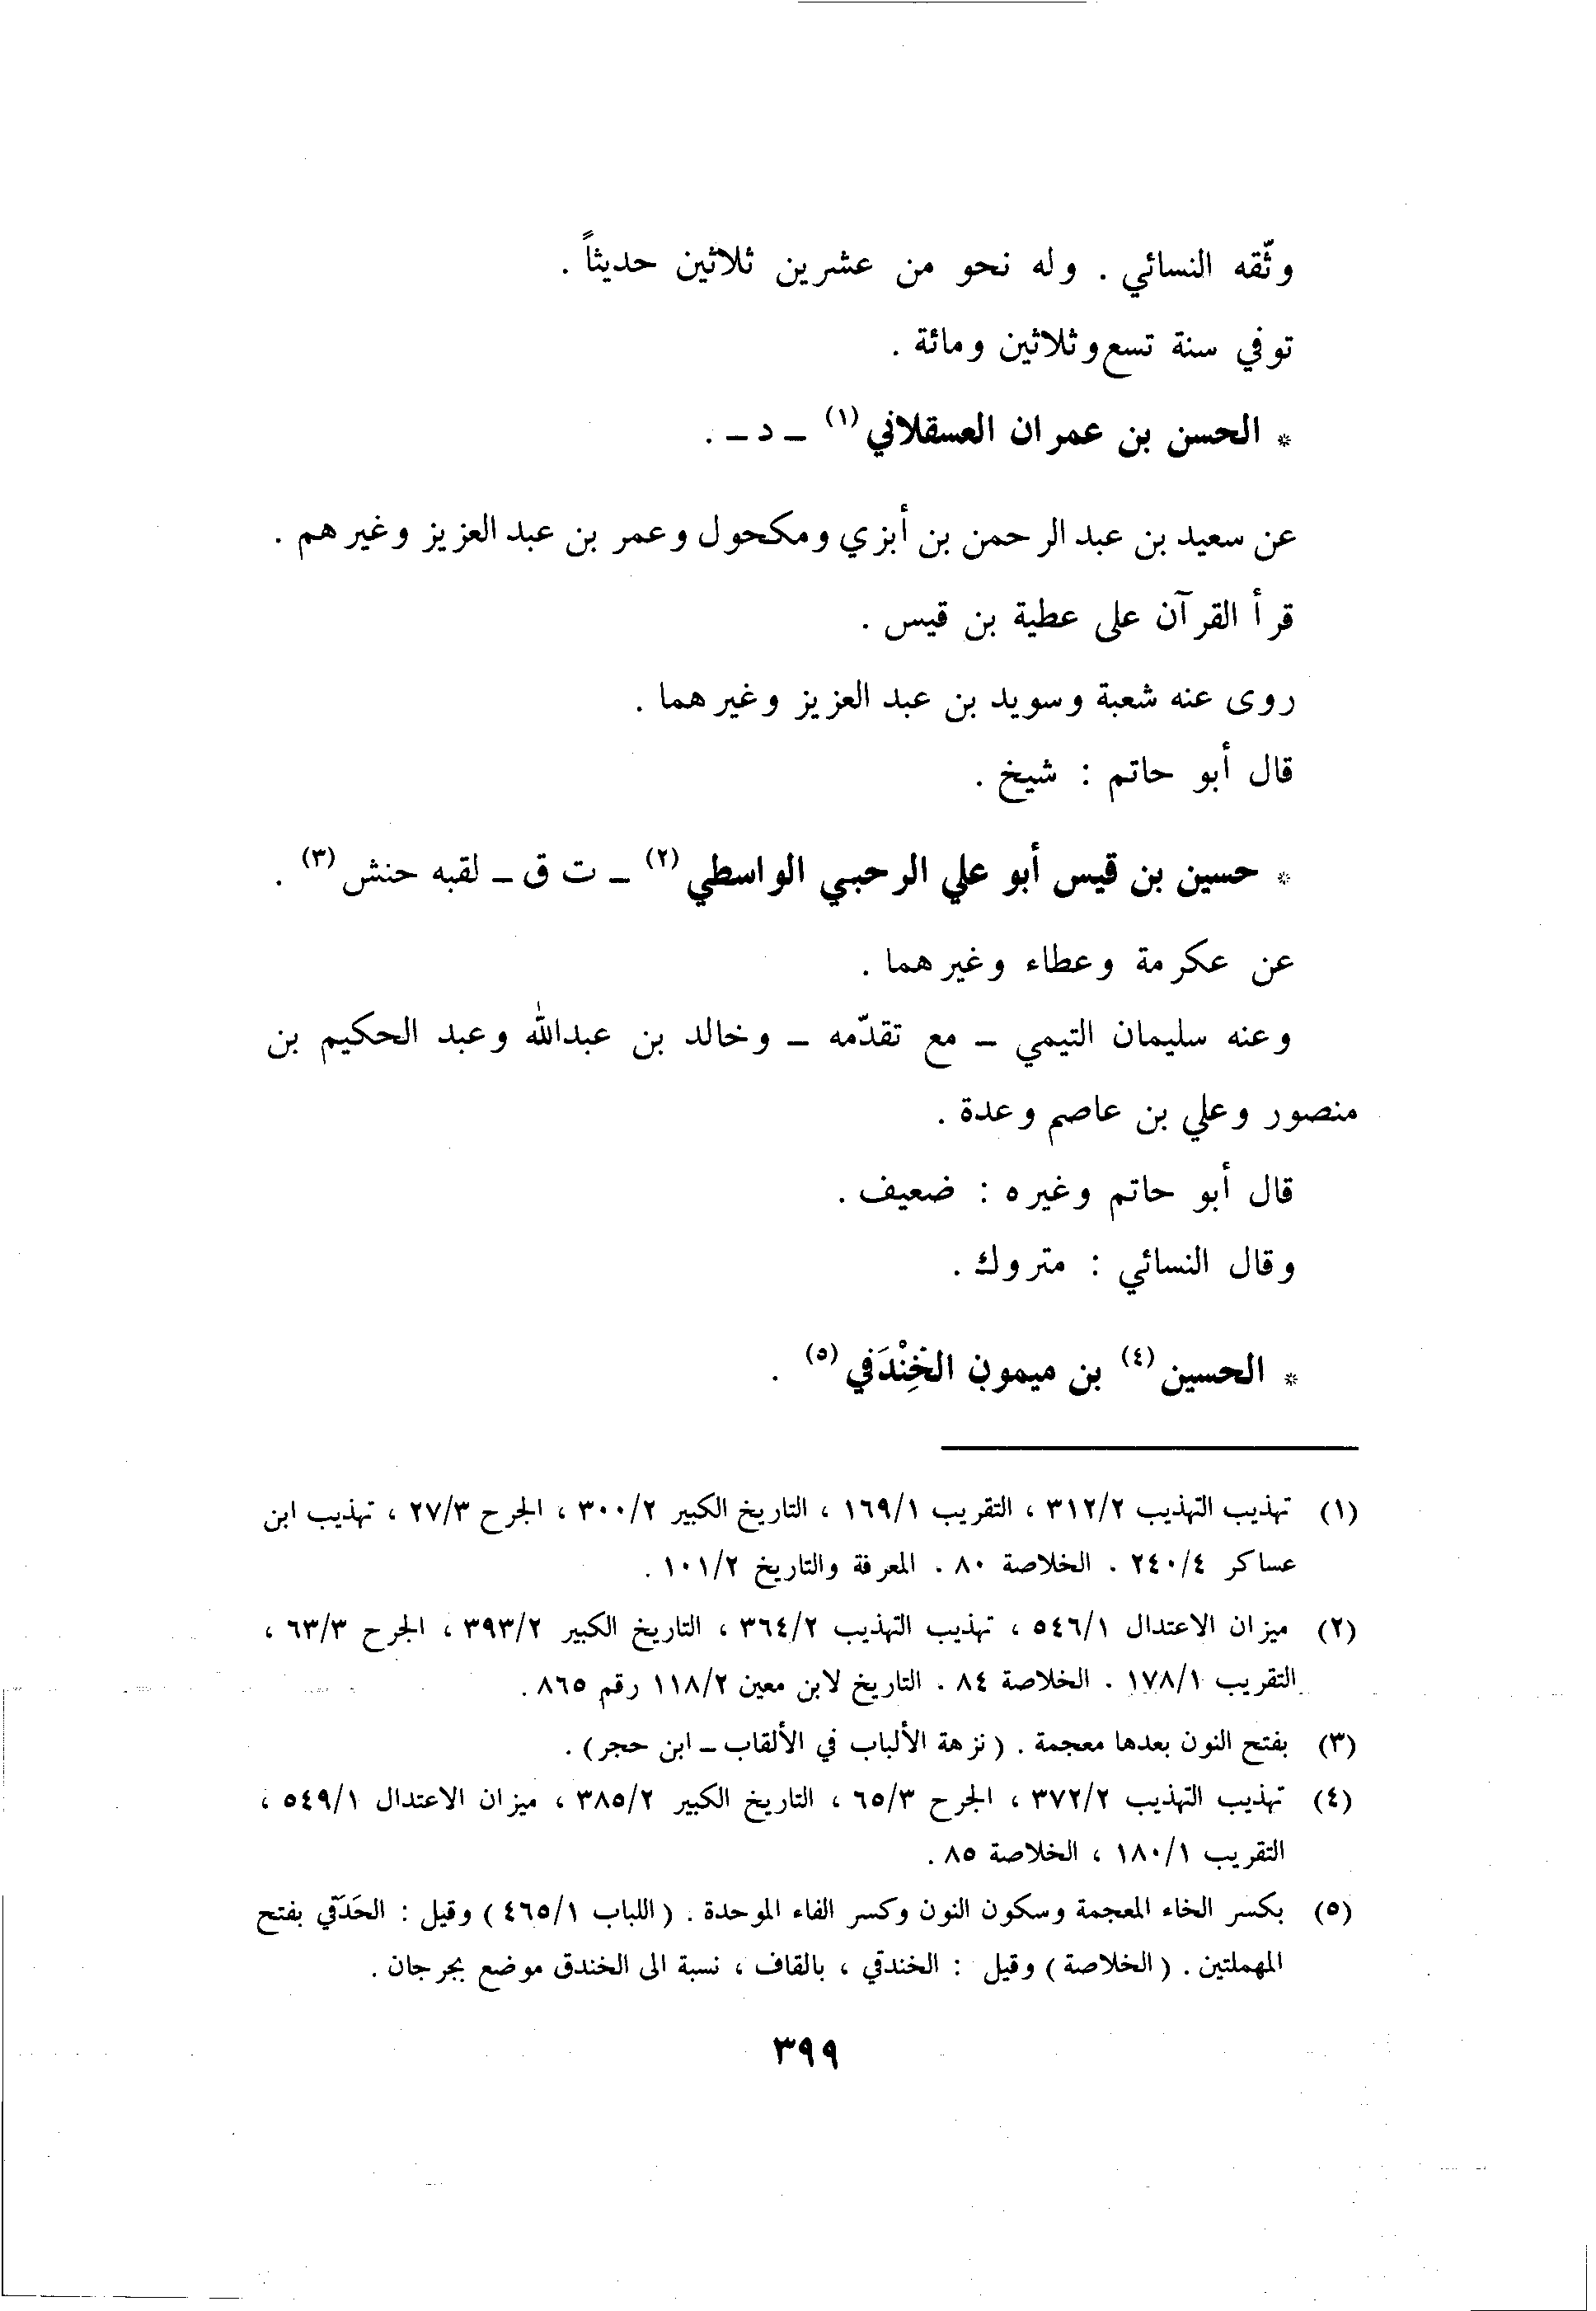 وثّقه النسائي . وله نحو من عشرين ثلاثين حديثاً .
توفي سنة تسع وثلاثين ومائة .
* الحسن بن عمران العسقلاني (١) ـ د ـ .
عن سعيد بن عبد الرحمن بن أبزي ومكحول وعمر بن عبد العزيز وغيرهم .
قرأ القرآن على عطية بن قيس .
روى عنه شعبة وسويد بن عبد العزيز وغيرهما .
قال أبو حاتم : شيخ .
* حسين بن قيس أبو علي الرحبي الواسطي (٢) ـ ت ق ـ لقبه حنش (٣) .
عن عكرمة وعطاء وغيرهما .
وعنه سليمان التيمي ـ مع تقدّمه ـ وخالد بن عبدالله وعبد الحكيم بن
منصور وعلي بن عاصم وعدة .
قال أبو حاتم وغيره : ضعيف .
وقال النسائي : متروك .
* الحسين (٤) بن ميمون الخِنْدَفي (٥) .
(١) تهذيب التهذيب ٣١٢/٢ ، التقريب ١٦٩/١ ، التاريخ الكبير ٣٠٠/٢ ، الجرح ٢٧/٣ ، تهذيب ابن
عساكر ٢٤٠/٤ . الخلاصة ٨٠ . المعرفة والتاريخ ١٠١/٢ .
(٢) ميزان الاعتدال ٥٤٦/١ ، تهذيب التهذيب ٣٦٤/٢ ، التاريخ الكبير ٣٩٣/٢ ، الجرح ٦٣/٣ ،
التقريب ١٧٨/١ . الخلاصة ٨٤ . التاريخ لابن معين ١١٨/٢ رقم ٨٦٥ .
(٣) بفتح النون بعدها معجمة . (نزهة الألباب في الألقاب ـ ابن حجر) .
(٤) تهذيب التهذيب ٣٧٢/٢ ، الجرح ٦٥/٣ ، التاريخ الكبير ٣٨٥/٢ ، ميزان الاعتدال ٥٤٩/١ ،
التقريب ١٨٠/١ ، الخلاصة ٨٥ .
(٥) بكسر الخاء المعجمة وسكون النون وكسر الفاء الموحدة . (اللباب ٤٦٥/١) وقيل : الحَدَقي بفتح
المهملتين . (الخلاصة) وقيل : الخندقي ، بالقاف ، نسبة الى الخندق موضع بجرجان .
٣٩٩